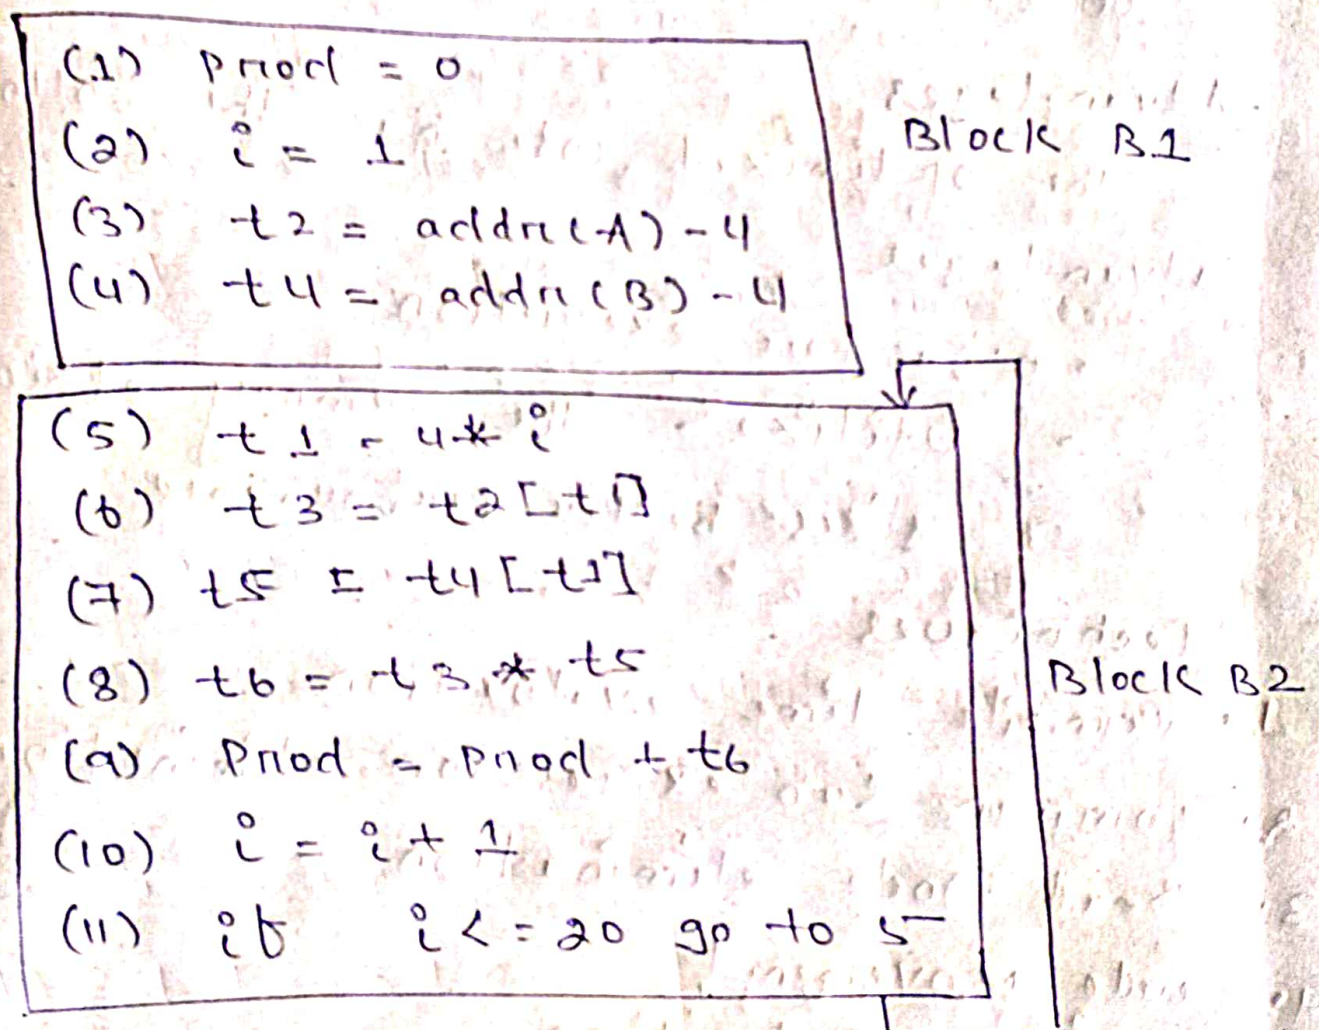 (1) Prod = 0
(2) i = 1
(3) t2 = addr(A) - 4
(4) t4 = addr(B) - 4
Block B1
(5) t1 = 4 * i
(6) t3 = t2[t1]
(7) t5 = t4[t1]
(8) t6 = t3 * t5
(9) Prod = Prod + t6
(10) i = i + 1
(11) if i <= 20 go to 5
Block B2